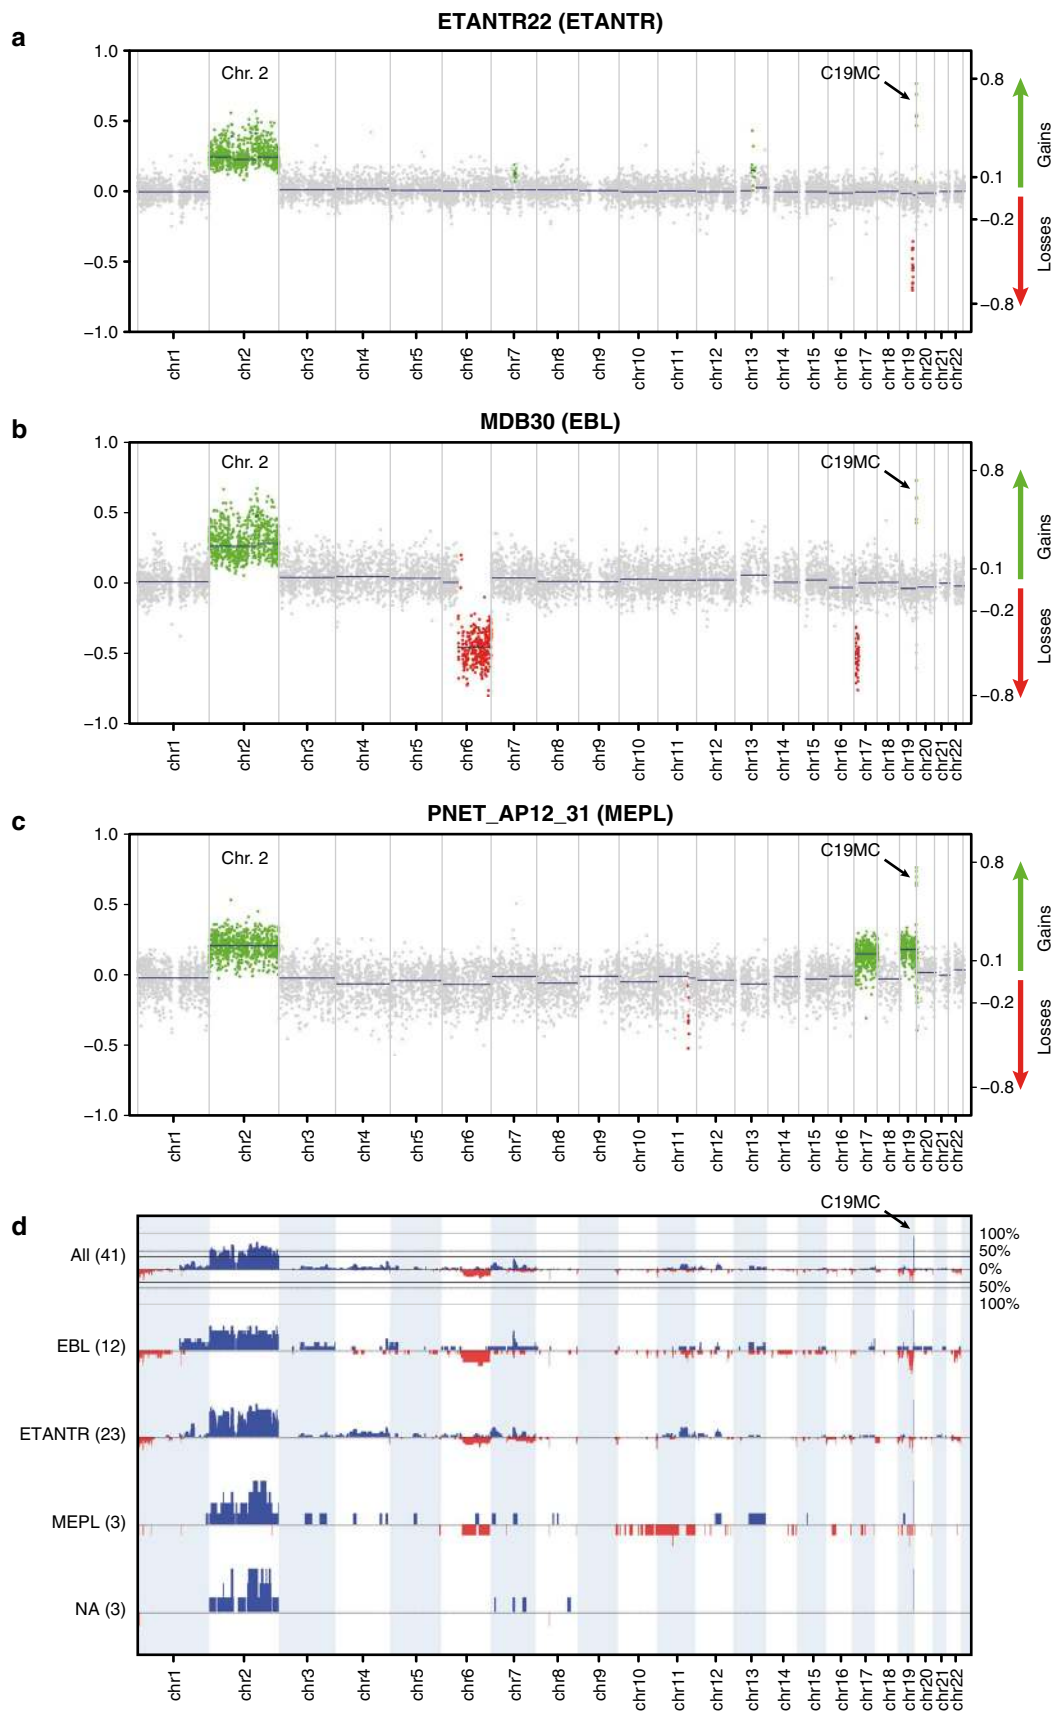 a
ETANTR22 (ETANTR)
1.0
0.5
0.0
−0.5
−1.0
Chr. 2
C19MC
0.8
0.1
−0.2
−0.8
Gains
Losses
chr1 chr2 chr3 chr4 chr5 chr6 chr7 chr8 chr9 chr10 chr11 chr12 chr13 chr14 chr15 chr16 chr17 chr18 chr19 chr20 chr21 chr22
b
MDB30 (EBL)
1.0
0.5
0.0
−0.5
−1.0
Chr. 2
C19MC
0.8
0.1
−0.2
−0.8
Gains
Losses
chr1 chr2 chr3 chr4 chr5 chr6 chr7 chr8 chr9 chr10 chr11 chr12 chr13 chr14 chr15 chr16 chr17 chr18 chr19 chr20 chr21 chr22
c
PNET_AP12_31 (MEPL)
1.0
0.5
0.0
−0.5
−1.0
Chr. 2
C19MC
0.8
0.1
−0.2
−0.8
Gains
Losses
chr1 chr2 chr3 chr4 chr5 chr6 chr7 chr8 chr9 chr10 chr11 chr12 chr13 chr14 chr15 chr16 chr17 chr18 chr19 chr20 chr21 chr22
d
C19MC
All (41)
100%
50%
0%
50%
100%
EBL (12)
ETANTR (23)
MEPL (3)
NA (3)
chr1 chr2 chr3 chr4 chr5 chr6 chr7 chr8 chr9 chr10 chr11 chr12 chr13 chr14 chr15 chr16 chr17 chr18 chr19 chr20 chr21 chr22